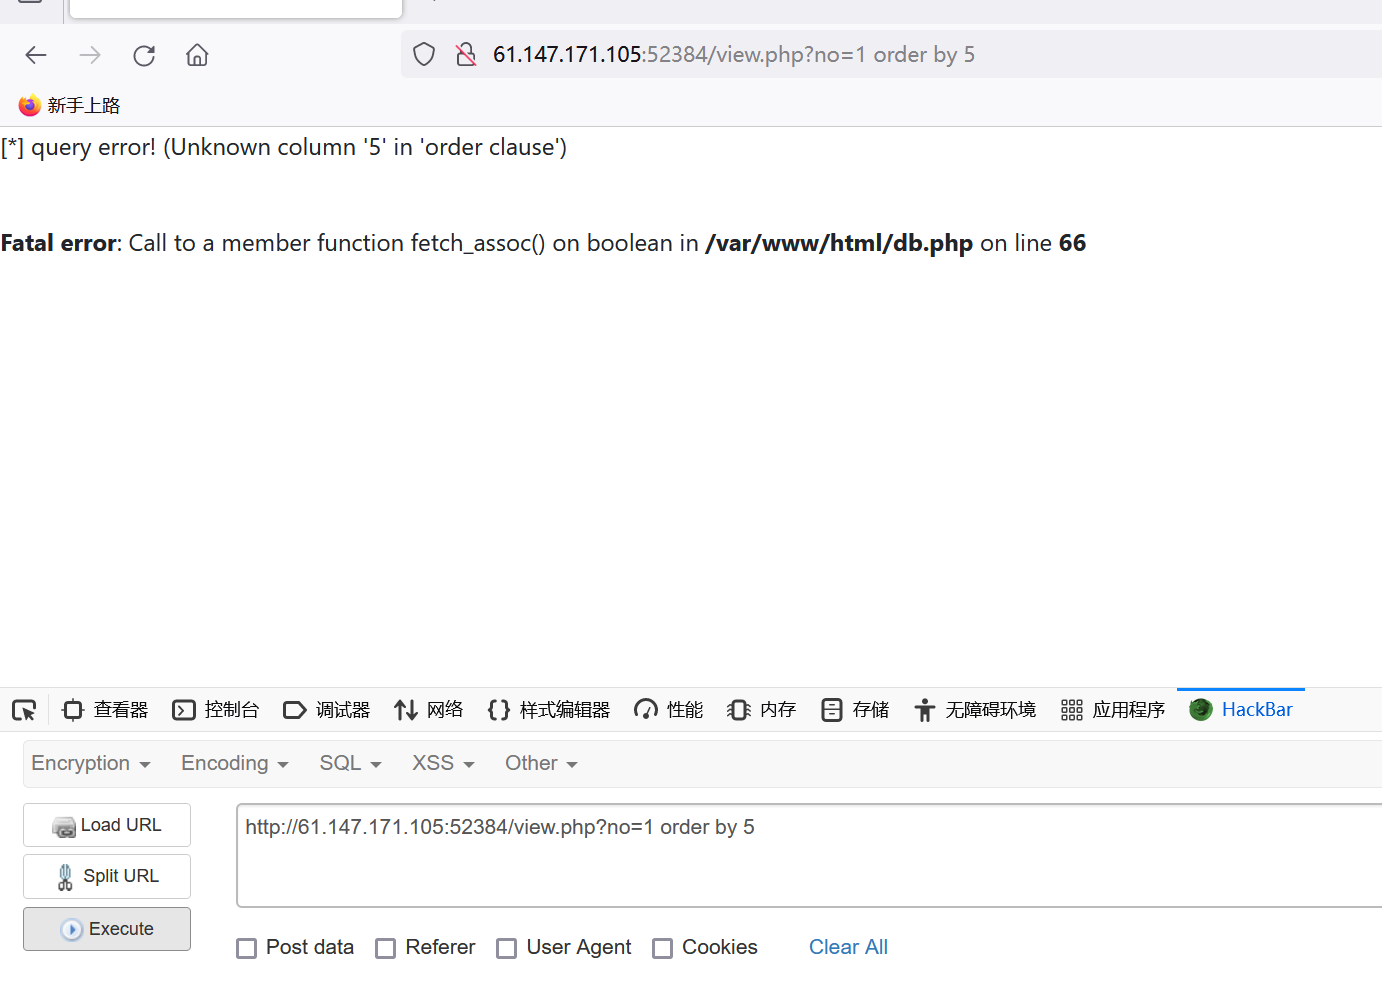 61.147.171.105:52384/view.php?no=1 order by 5
新手上路
[*] query error! (Unknown column '5' in 'order clause')
Fatal error: Call to a member function fetch_assoc() on boolean in /var/www/html/db.php on line 66
查看器 控制台 调试器 网络 样式编辑器 性能 内存 存储 无障碍环境 应用程序 HackBar
Encryption Encoding SQL XSS Other
Load URL
http://61.147.171.105:52384/view.php?no=1 order by 5
Split URL
Execute
Post data Referer User Agent Cookies Clear All